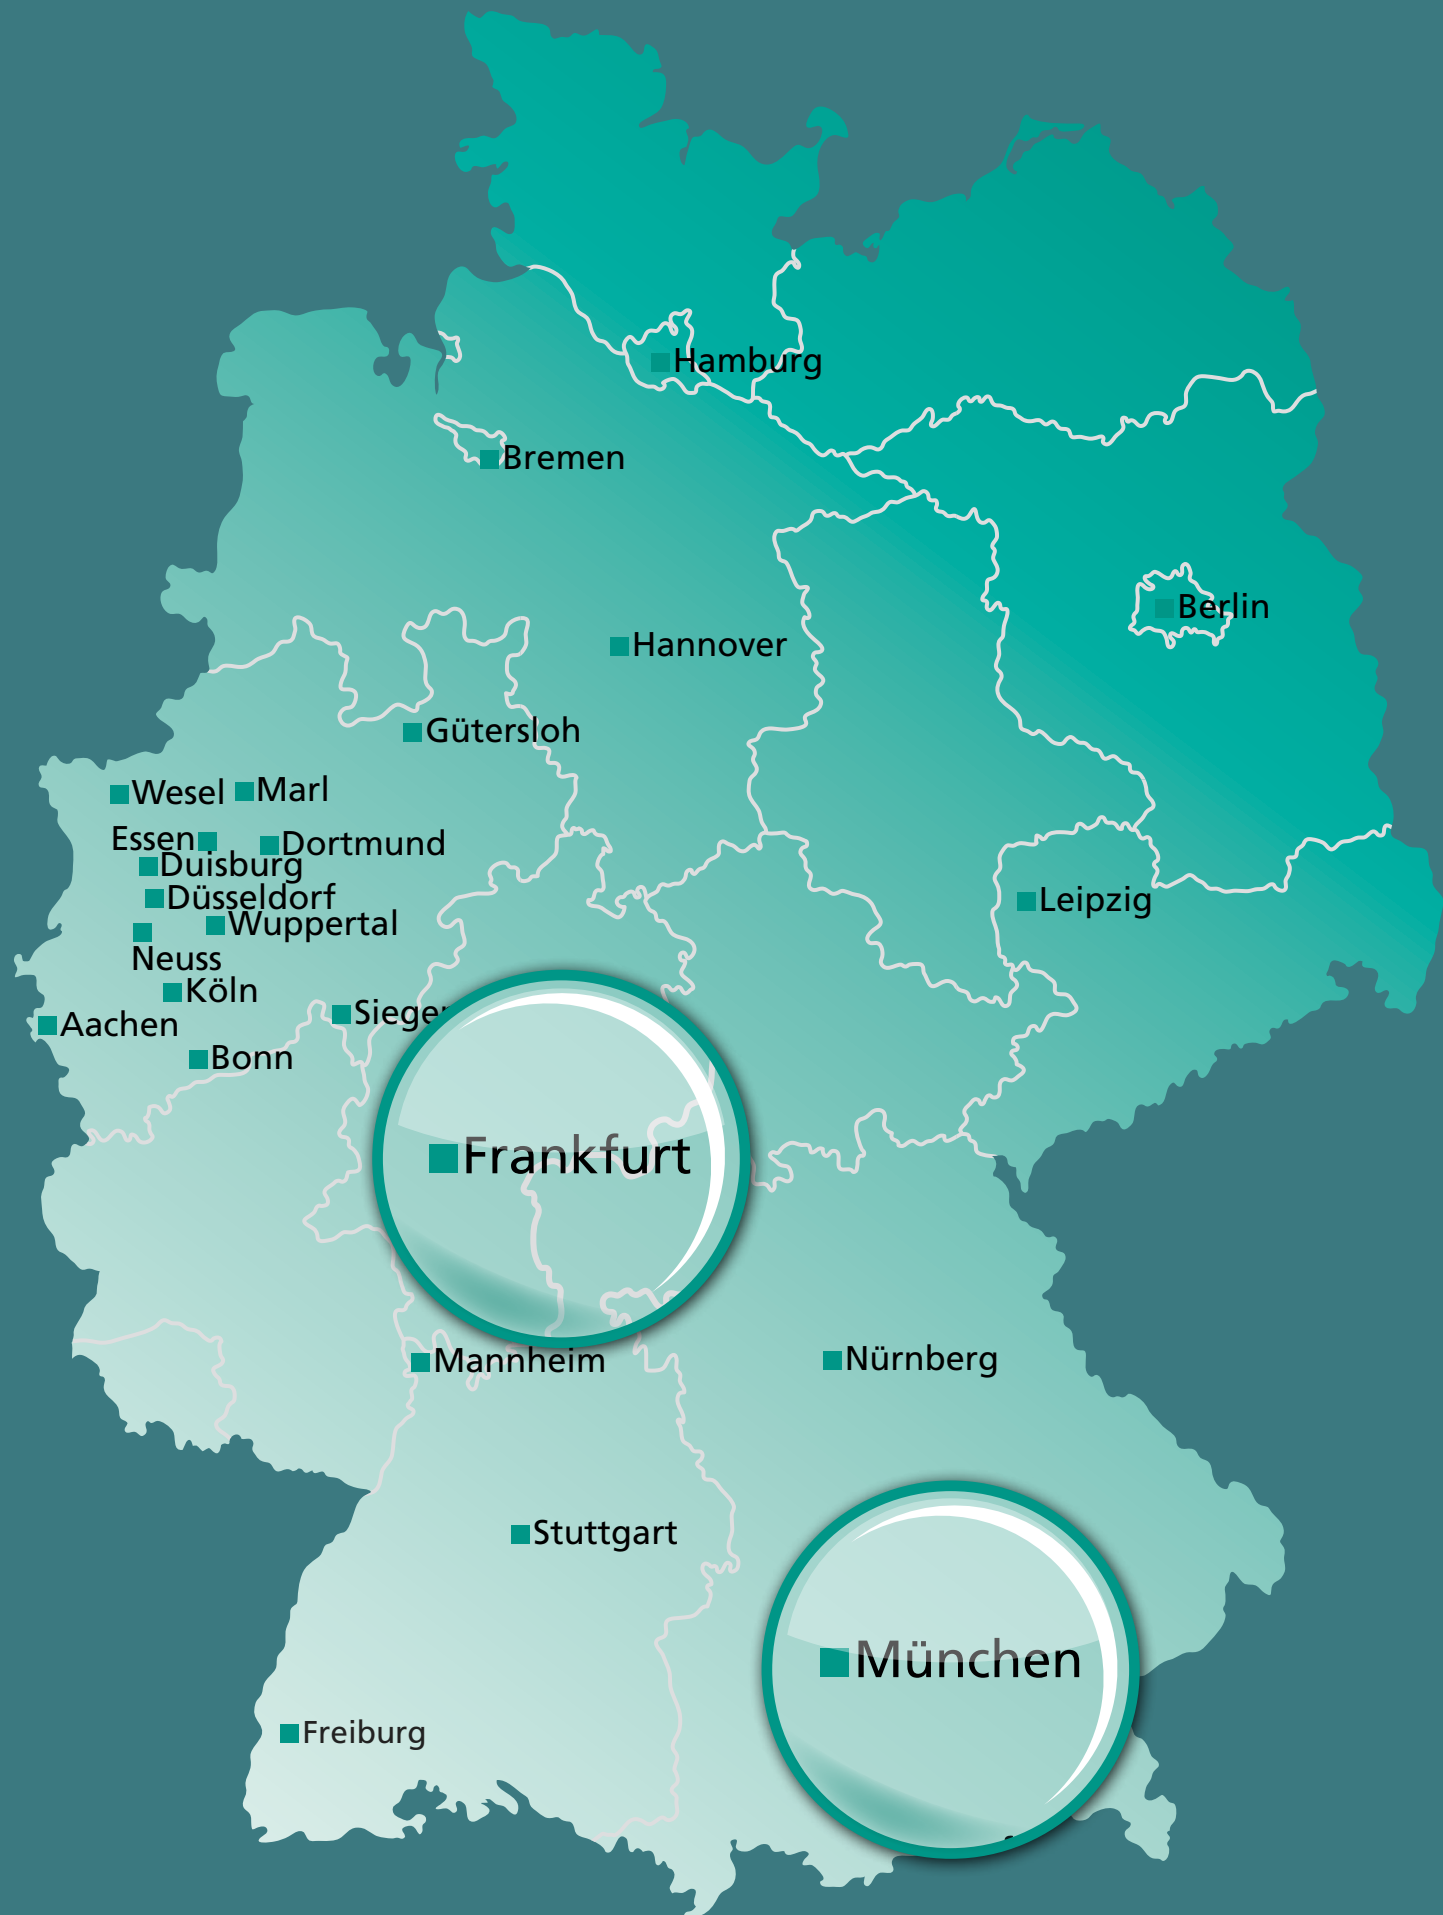 Hamburg
Bremen
Berlin
Hannover
Gütersloh
Wesel
Marl
Essen
Dortmund
Duisburg
Düsseldorf
Leipzig
Wuppertal
Neuss
Köln
Siegen
Aachen
Bonn
Frankfurt
Mannheim
Nürnberg
Stuttgart
München
Freiburg